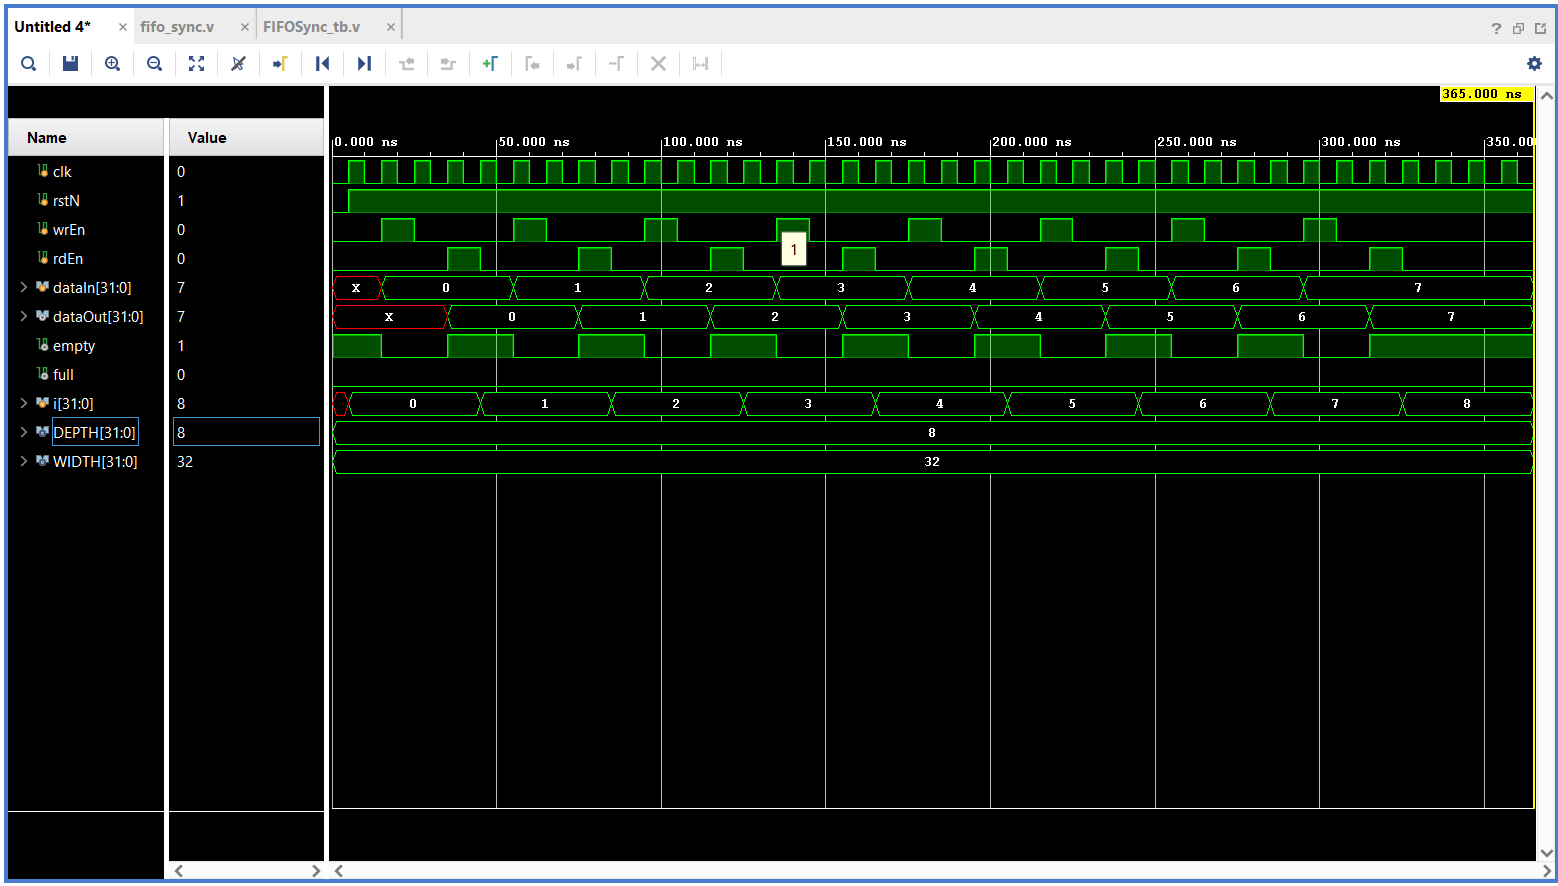 Untitled 4* × fifo_sync.v × FIFOSync_tb.v ×
?
365.000 ns
Name Value
0.000 ns 50.000 ns 100.000 ns 150.000 ns 200.000 ns 250.000 ns 300.000 ns 350.00
clk 0
rstN 1
wrEn 0
rdEn 0
1
dataIn[31:0] 7 X 0 1 2 3 4 5 6 7
dataOut[31:0] 7 X 0 1 2 3 4 5 6 7
empty 1
full 0
i[31:0] 8 0 1 2 3 4 5 6 7 8
DEPTH[31:0] 8 8
WIDTH[31:0] 32 32